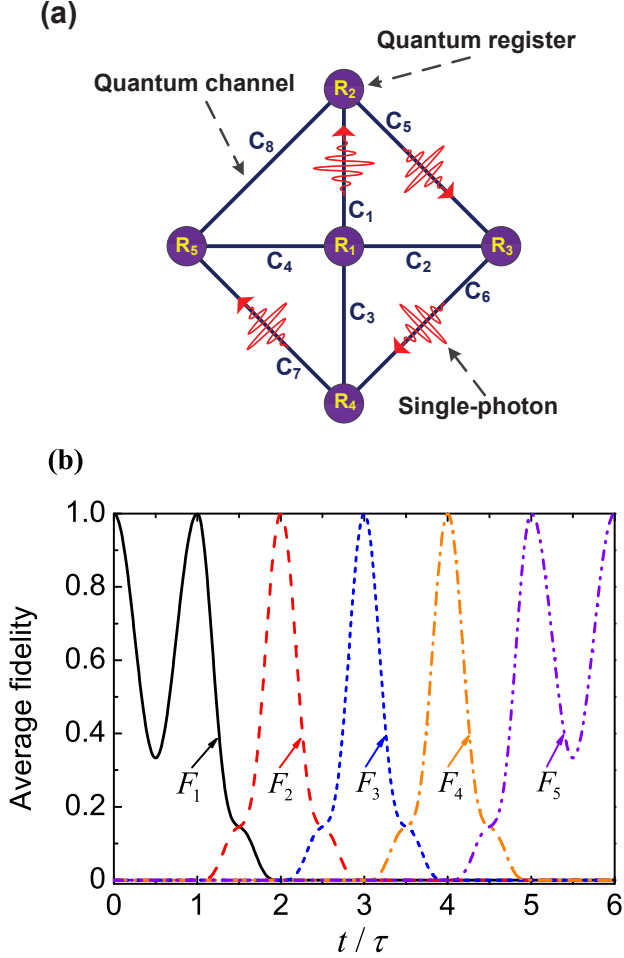 (a)
Quantum register
Quantum channel
R₂
C₈
C₅
C₁
R₅
R₁
R₃
C₄
C₂
C₃
C₆
C₇
R₄
Single-photon
(b)
1.0
0.8
0.6
0.4
0.2
0
Average fidelity
F₁
F₂
F₃
F₄
F₅
0 1 2 3 4 5 6
t / τ